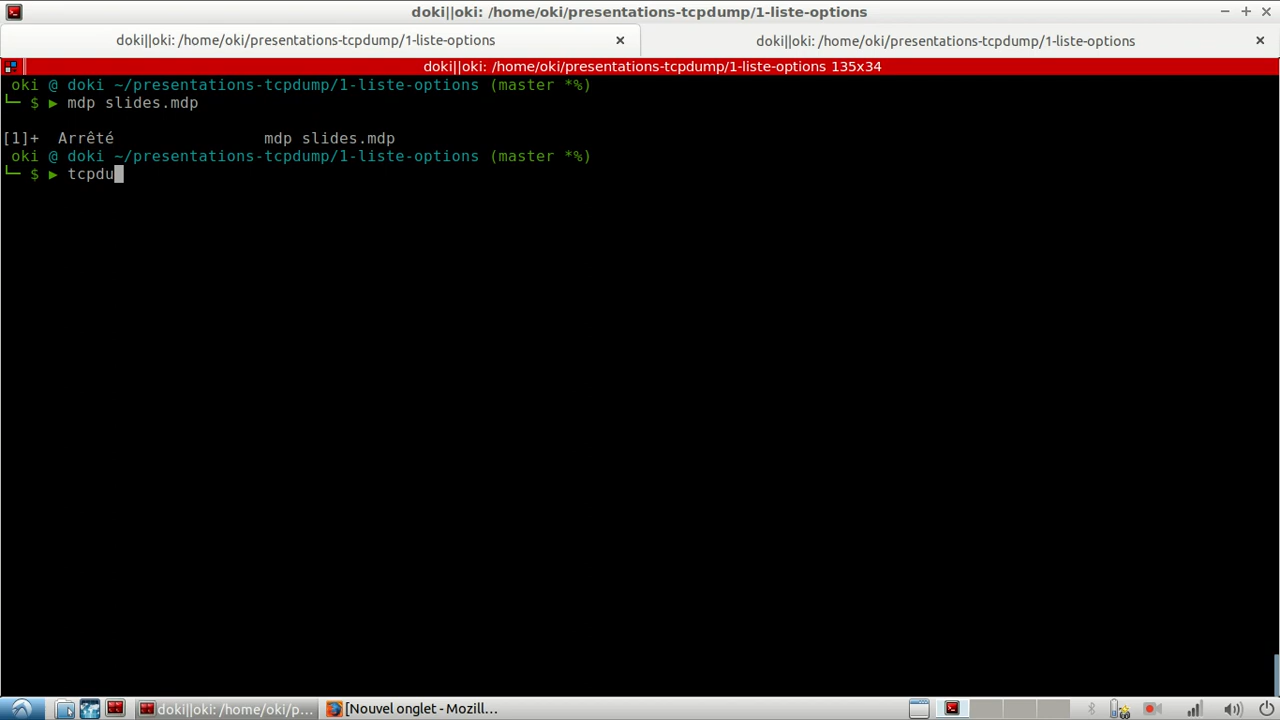 doki||oki: /home/oki/presentations-tcpdump/1-liste-options
doki||oki: /home/oki/presentations-tcpdump/1-liste-options
doki||oki: /home/oki/presentations-tcpdump/1-liste-options
doki||oki: /home/oki/presentations-tcpdump/1-liste-options 135x34
oki @ doki ~/presentations-tcpdump/1-liste-options (master *%)
└─ $ ▶ mdp slides.mdp
[1]+  Arrêté                mdp slides.mdp
oki @ doki ~/presentations-tcpdump/1-liste-options (master *%)
└─ $ ▶ tcpdu
doki||oki: /home/oki/p...
[Nouvel onglet - Mozill...